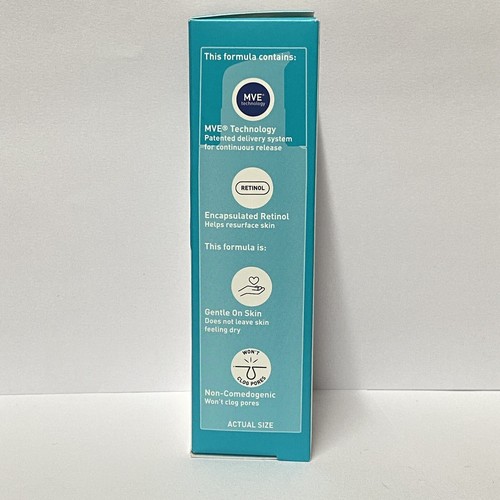 This formula contains:
MVE®
technology
MVE® Technology
Patented delivery system
for continuous release
RETINOL
Encapsulated Retinol
Helps resurface skin
This formula is:
Gentle On Skin
Does not leave skin
feeling dry
WON'T
CLOG PORES
Non-Comedogenic
Won't clog pores
ACTUAL SIZE